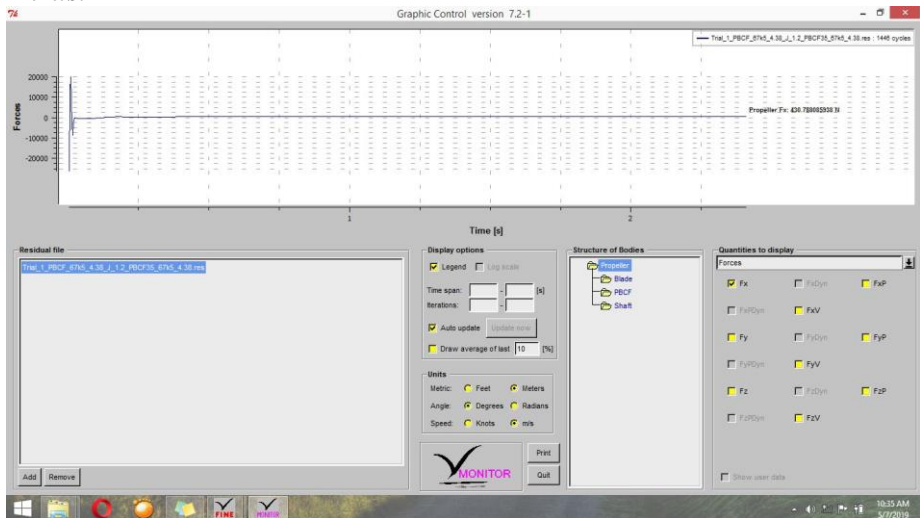 Graphic Control version 7.2-1
Trial_1_PBCF_67k5_4.38_J_1.2_PBCF35_67k5_4.38.res : 1446 cycles
20000
10000
0
-10000
-20000
Forces
Propeller Fx: 430.788085938 N
1
2
Time [s]
Residual file
Trial_1_PBCF_67k5_4.38_J_1.2_PBCF35_67k5_4.38.res
Add
Remove
Display options
Legend
Log scale
Time span:
-
[s]
Iterations:
-
Auto update
Update now
Draw average of last
10
[%]
Units
Metric:
Feet
Meters
Angle:
Degrees
Radians
Speed:
Knots
m/s
MONITOR
Print
Quit
Structure of Bodies
Propeller
Blade
PBCF
Shaft
Quantities to display
Forces
Fx
FxDyn
FxP
FxPDyn
FxV
Fy
FyDyn
FyP
FyPDyn
FyV
Fz
FzDyn
FzP
FzPDyn
FzV
Show user data
FINE
MONITOR
10:35 AM
5/7/2019